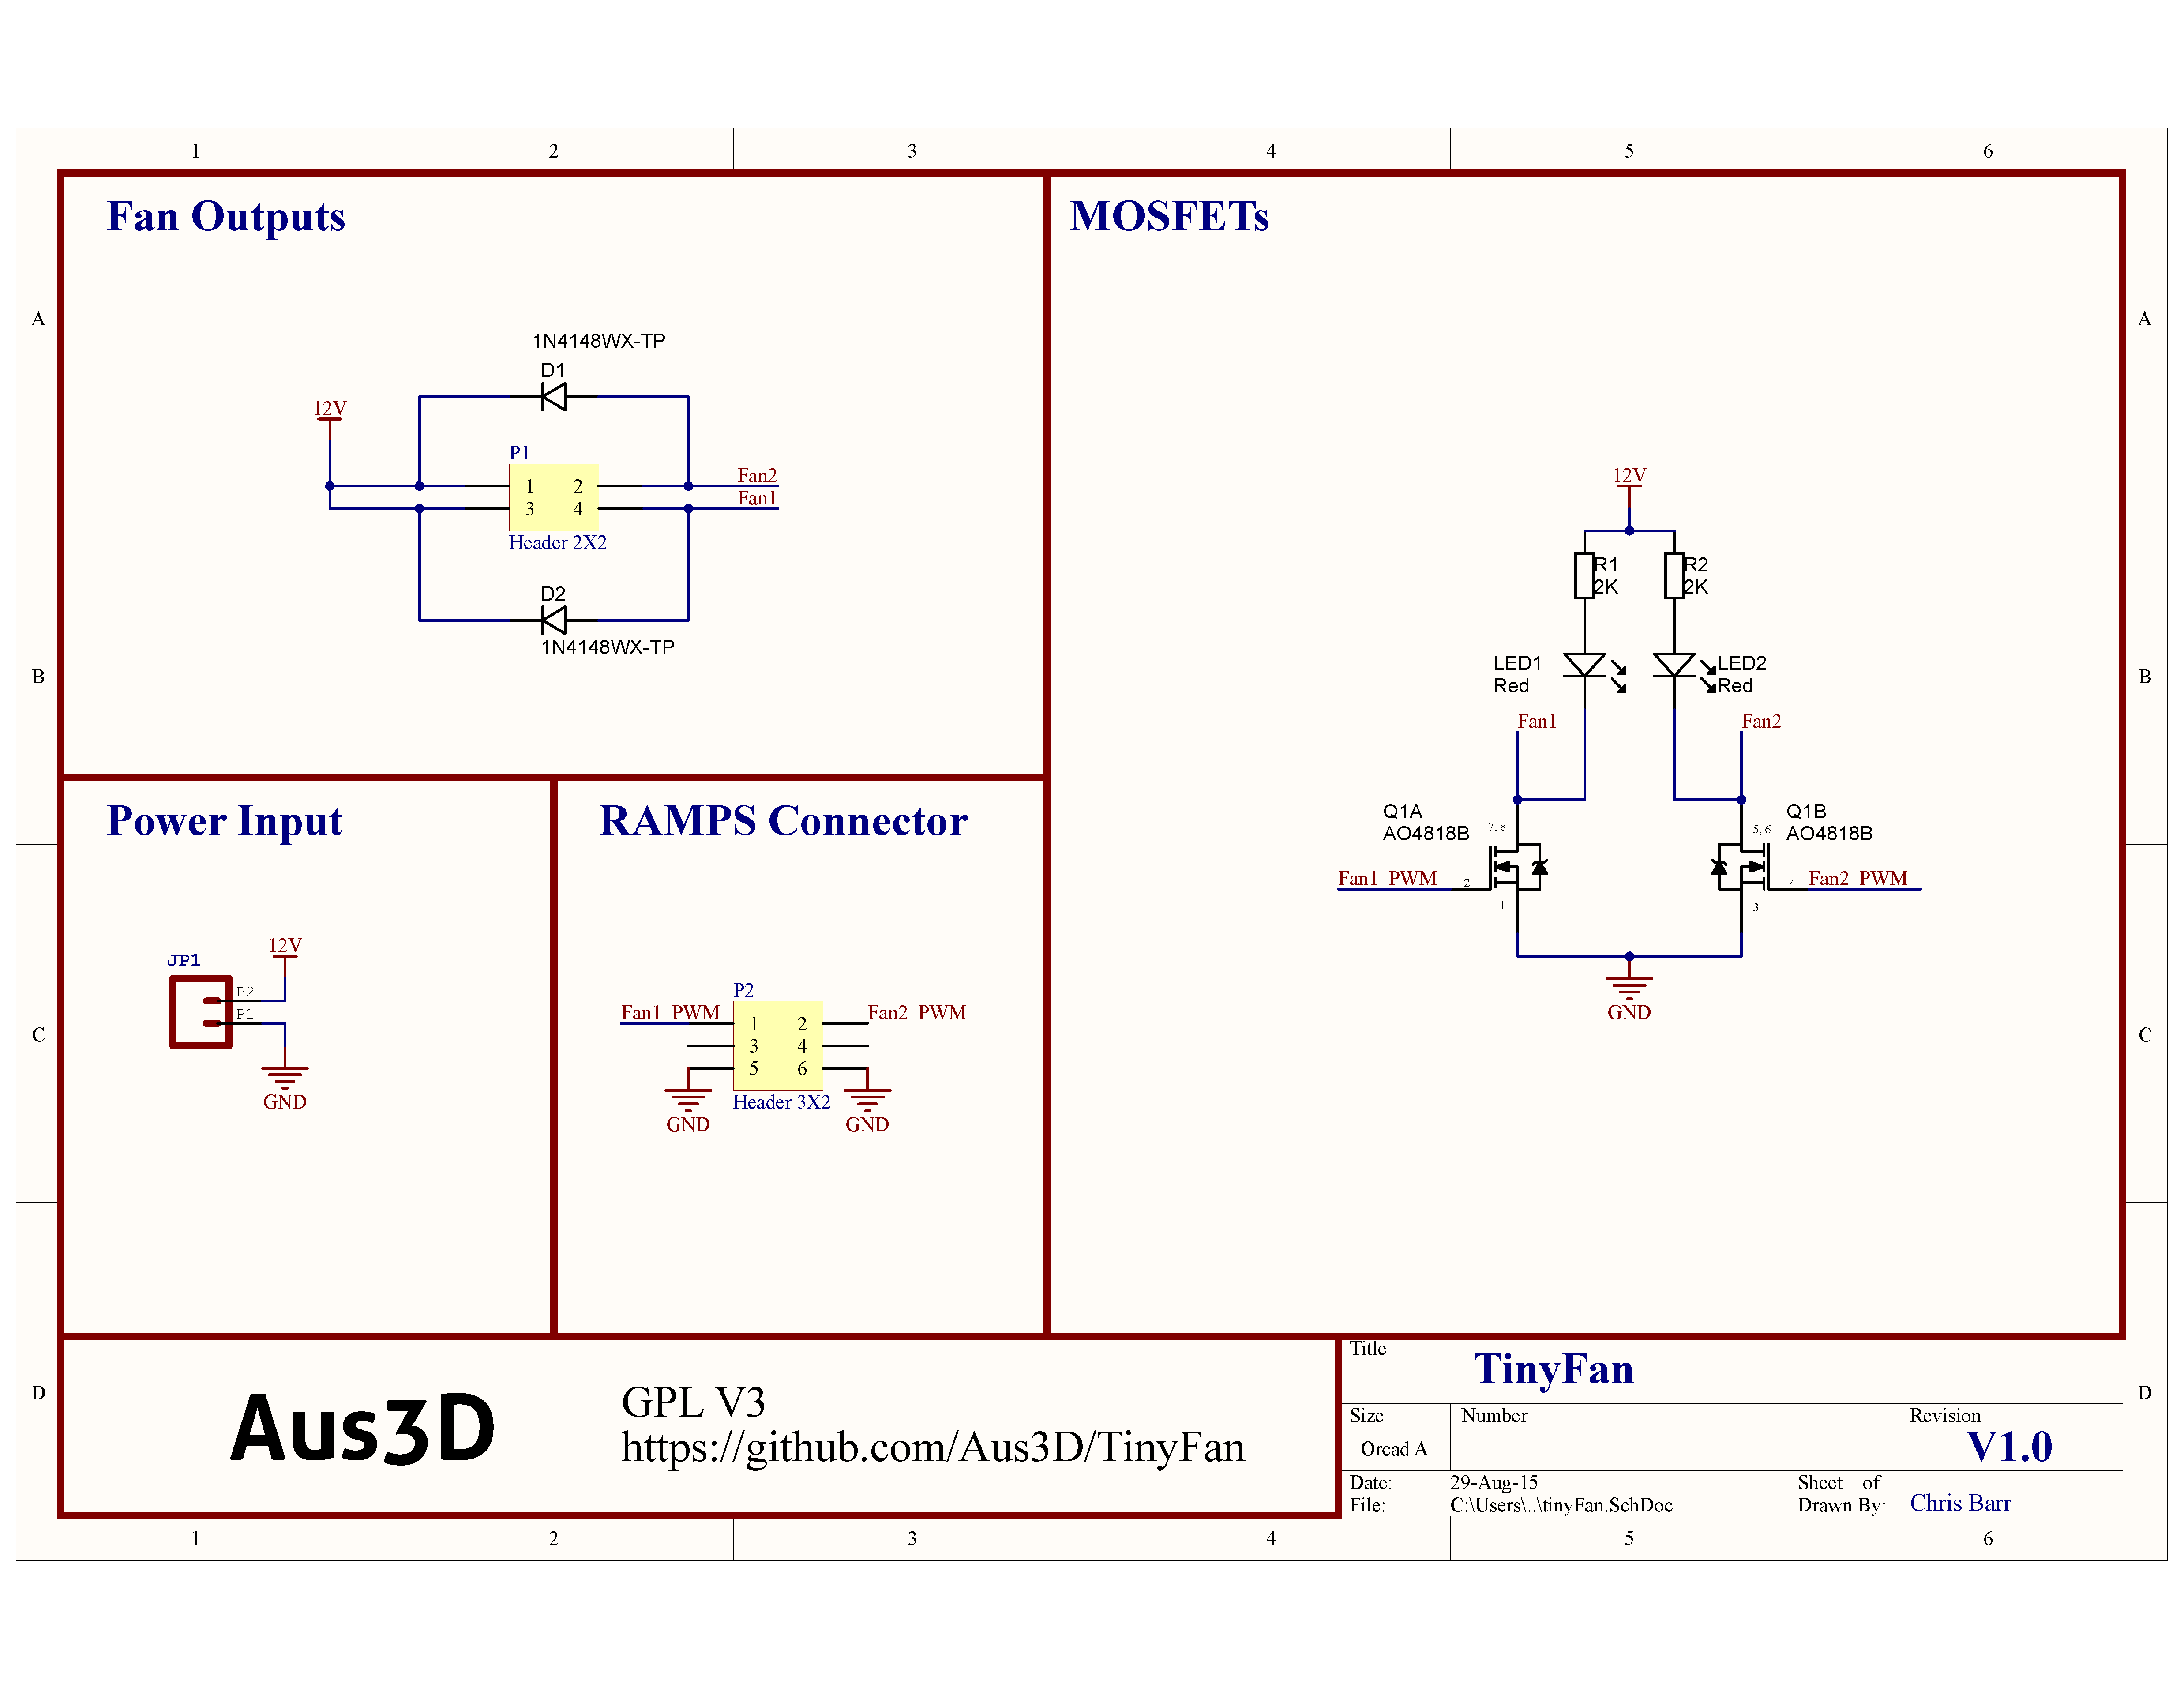 1 2 3 4 5 6
Fan Outputs
MOSFETs
A
A
1N4148WX-TP
D1
12V
P1
1 2
3 4
Header 2X2
Fan2
Fan1
D2
1N4148WX-TP
12V
R1
2K
R2
2K
LED1
Red
LED2
Red
Fan1
Fan2
B
B
Q1A
AO4818B
7, 8
Q1B
AO4818B
5, 6
Fan1_PWM
2
1
4
Fan2_PWM
3
GND
Power Input
RAMPS Connector
12V
JP1
P2
P1
GND
P2
Fan1_PWM
Fan2_PWM
1 2
3 4
5 6
Header 3X2
GND
GND
C
C
D
D
Aus3D
GPL V3
https://github.com/Aus3D/TinyFan
Title
TinyFan
Size
Orcad A
Number
Revision
V1.0
Date: 29-Aug-15
Sheet of
File: C:\Users\..\tinyFan.SchDoc
Drawn By: Chris Barr
1 2 3 4 5 6